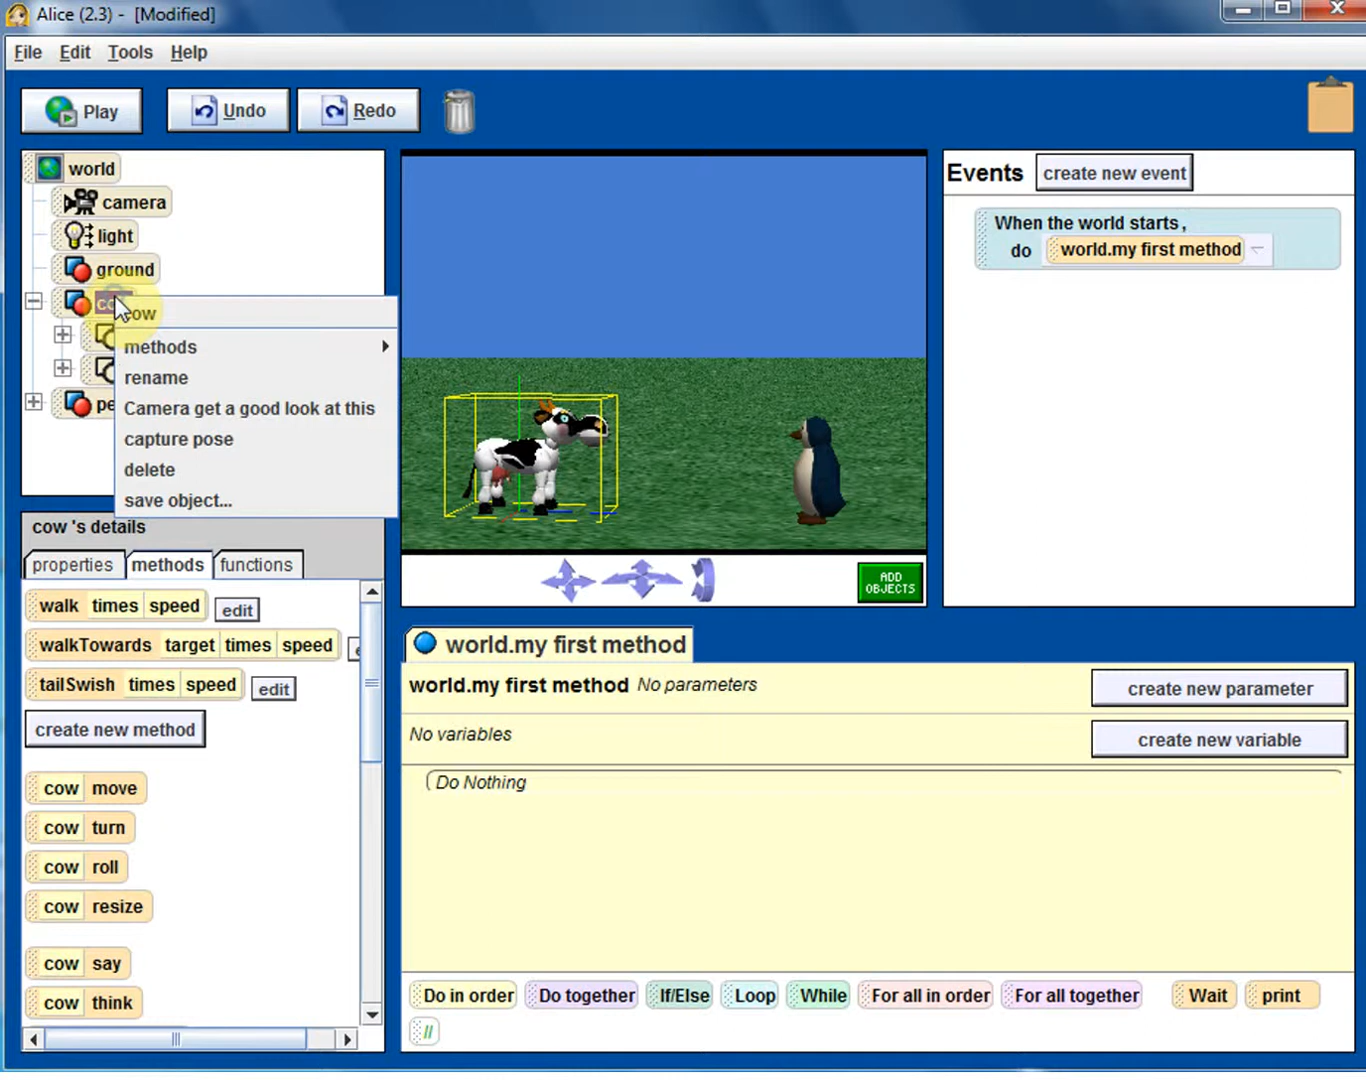 Alice (2.3) - [Modified]
File Edit Tools Help
Play Undo Redo
world
camera
light
ground
cow
methods
rename
Camera get a good look at this
capture pose
delete
save object...
cow 's details
properties methods functions
walk times speed edit
walkTowards target times speed
tailSwish times speed edit
create new method
cow move
cow turn
cow roll
cow resize
cow say
cow think
ADD
OBJECTS
Events create new event
When the world starts,
do world.my first method
world.my first method
world.my first method No parameters create new parameter
No variables create new variable
Do Nothing
Do in order Do together If/Else Loop While For all in order For all together Wait print
//